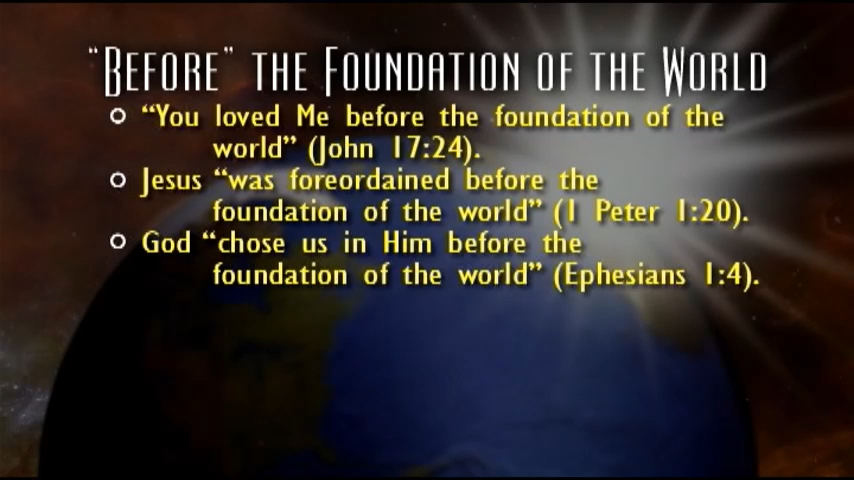 “Before” the Foundation of the World
“You loved Me before the foundation of the
world” (John 17:24).
Jesus “was foreordained before the
foundation of the world” (1 Peter 1:20).
God “chose us in Him before the
foundation of the world” (Ephesians 1:4).